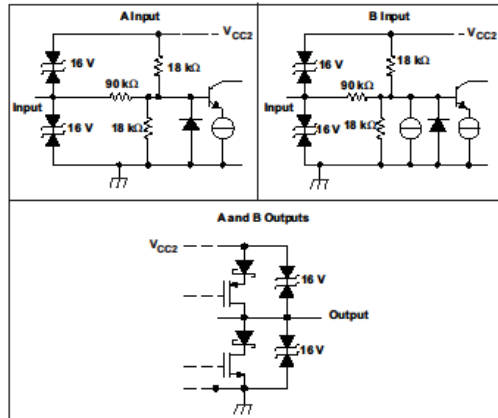 A Input
VCC2
16 V
18 kΩ
90 kΩ
Input
16 V
18 kΩ
B Input
VCC2
16 V
18 kΩ
90 kΩ
Input
16 V
18 kΩ
A and B Outputs
VCC2
16 V
Output
16 V